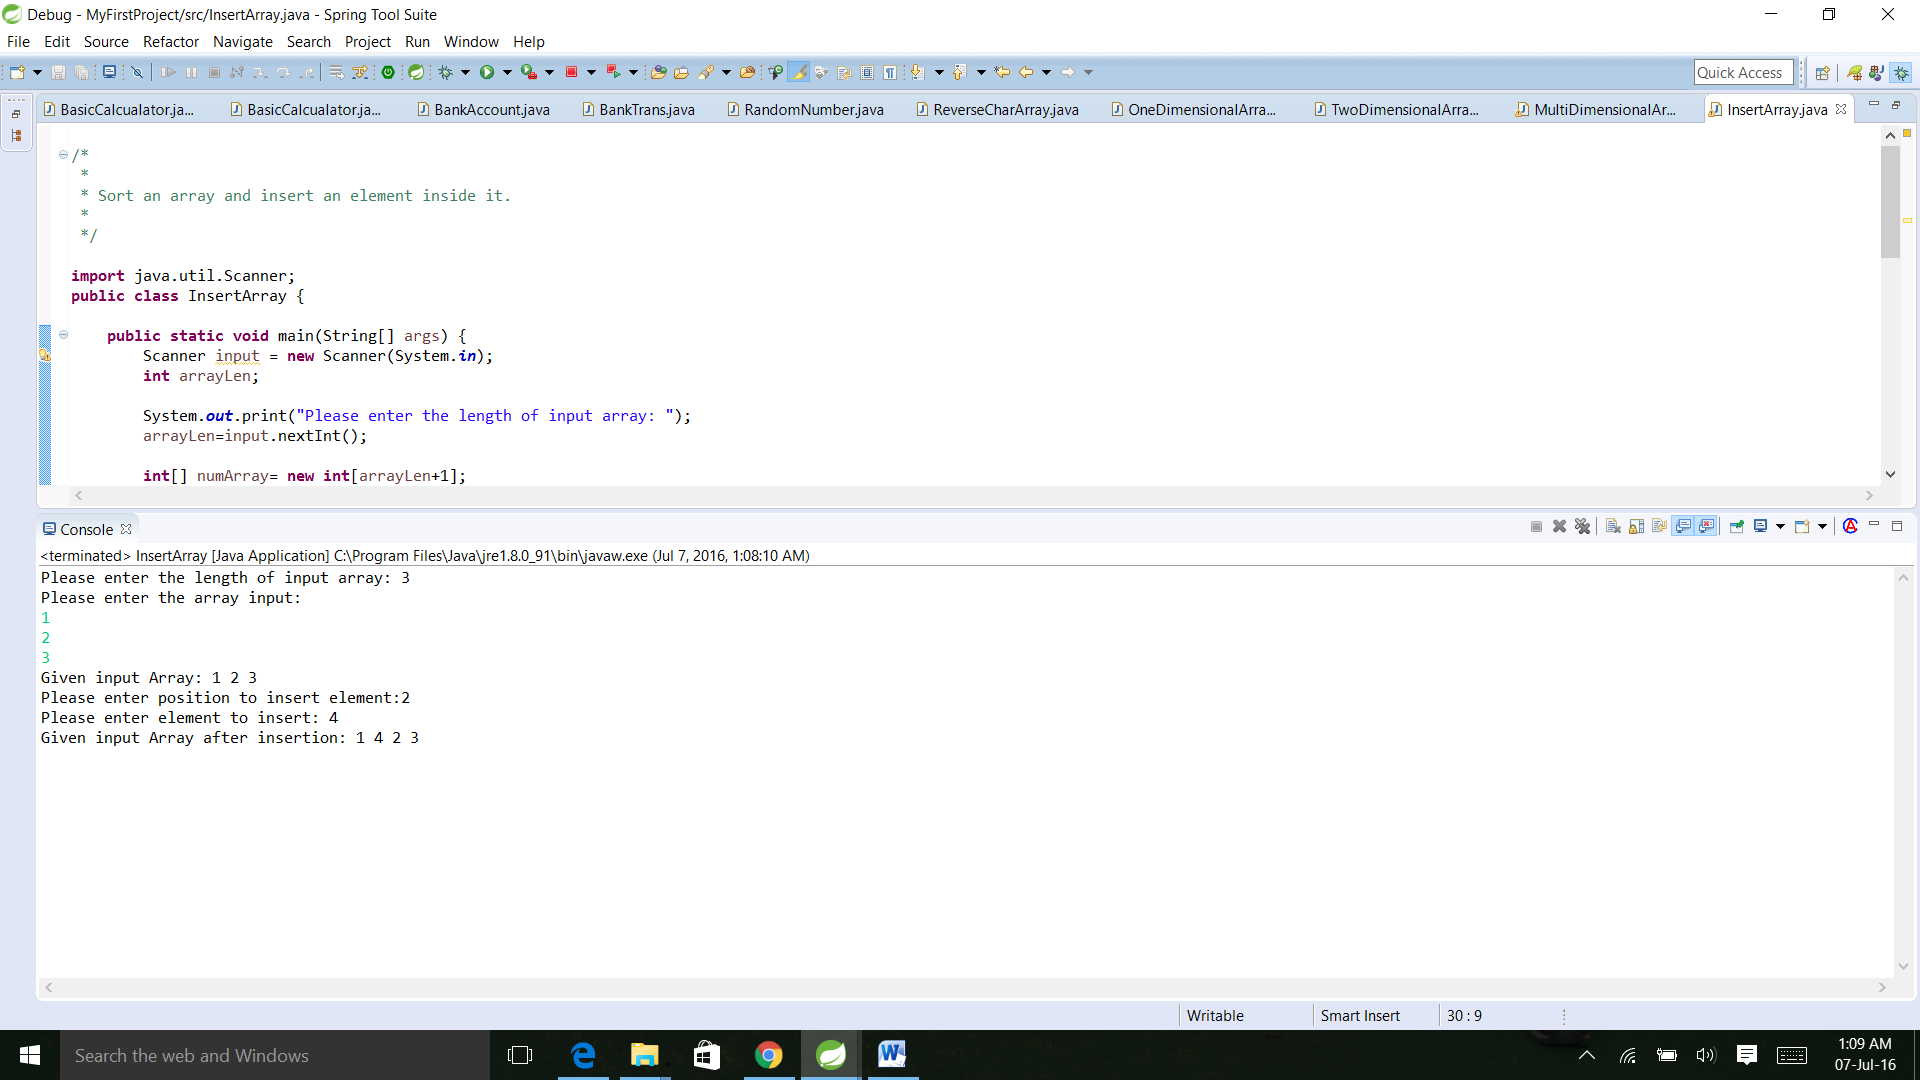 Debug - MyFirstProject/src/InsertArray.java - Spring Tool Suite
File Edit Source Refactor Navigate Search Project Run Window Help
Quick Access
BasicCalcualator.ja... BasicCalcualator.ja... BankAccount.java BankTrans.java RandomNumber.java ReverseCharArray.java OneDimensionalArra... TwoDimensionalArra... MultiDimensionalAr... InsertArray.java
/*
*
* Sort an array and insert an element inside it.
*
*/
import java.util.Scanner;
public class InsertArray {
public static void main(String[] args) {
Scanner input = new Scanner(System.in);
int arrayLen;
System.out.print("Please enter the length of input array: ");
arrayLen=input.nextInt();
int[] numArray= new int[arrayLen+1];
Console
<terminated> InsertArray [Java Application] C:\Program Files\Java\jre1.8.0_91\bin\javaw.exe (Jul 7, 2016, 1:08:10 AM)
Please enter the length of input array: 3
Please enter the array input:
1
2
3
Given input Array: 1 2 3
Please enter position to insert element:2
Please enter element to insert: 4
Given input Array after insertion: 1 4 2 3
Writable Smart Insert 30 : 9
Search the web and Windows
1:09 AM
07-Jul-16